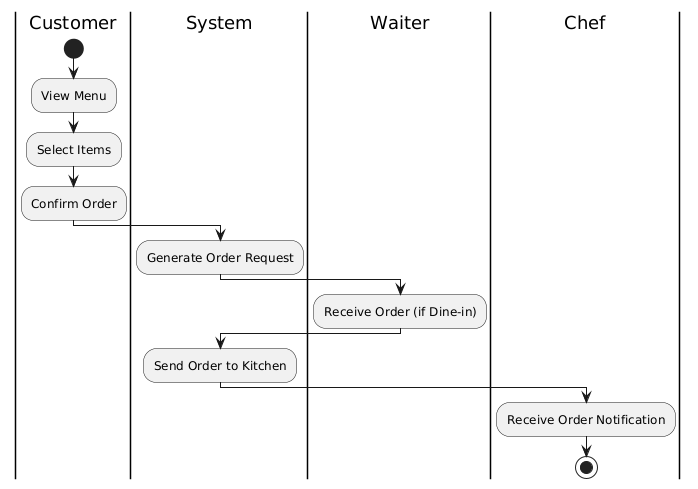 Customer
System
Waiter
Chef
View Menu
Select Items
Confirm Order
Generate Order Request
Receive Order (if Dine-in)
Send Order to Kitchen
Receive Order Notification